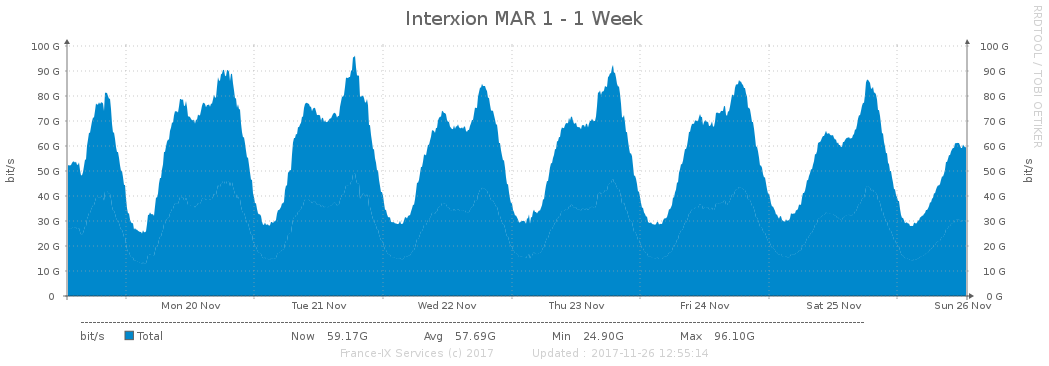 Interxion MAR 1 - 1 Week
RRDTOOL / TOBI OETIKER
bit/s
100 G
90 G
80 G
70 G
60 G
50 G
40 G
30 G
20 G
10 G
0
100 G
90 G
80 G
70 G
60 G
50 G
40 G
30 G
20 G
10 G
0 G
bit/s
Mon 20 Nov Tue 21 Nov Wed 22 Nov Thu 23 Nov Fri 24 Nov Sat 25 Nov Sun 26 Nov
bit/s Total Now 59.17G Avg 57.69G Min 24.90G Max 96.10G
France-IX Services (c) 2017 Updated : 2017-11-26 12:55:14